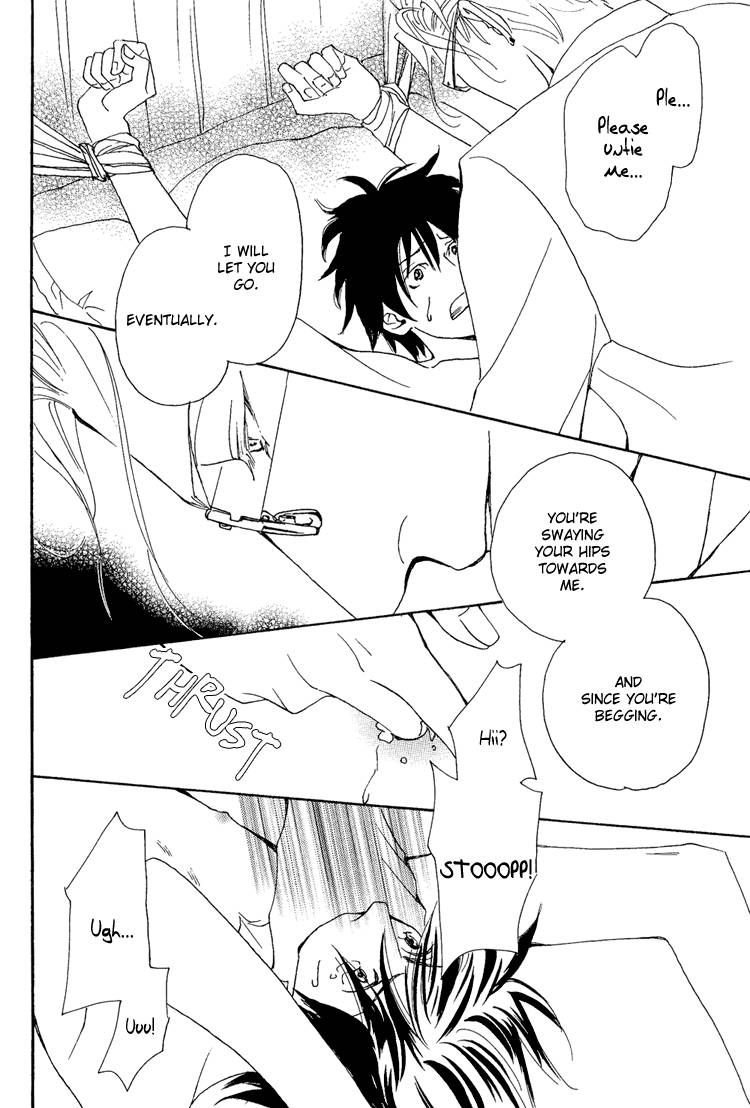 Ple...
Please
untie
me...
I WILL
LET YOU
GO.
EVENTUALLY.
YOU'RE
SWAYING
YOUR HIPS
TOWARDS
ME.
AND
SINCE YOU'RE
BEGGING.
THRUST
Hii?
STOOOPP!
Ugh...
Uuu!